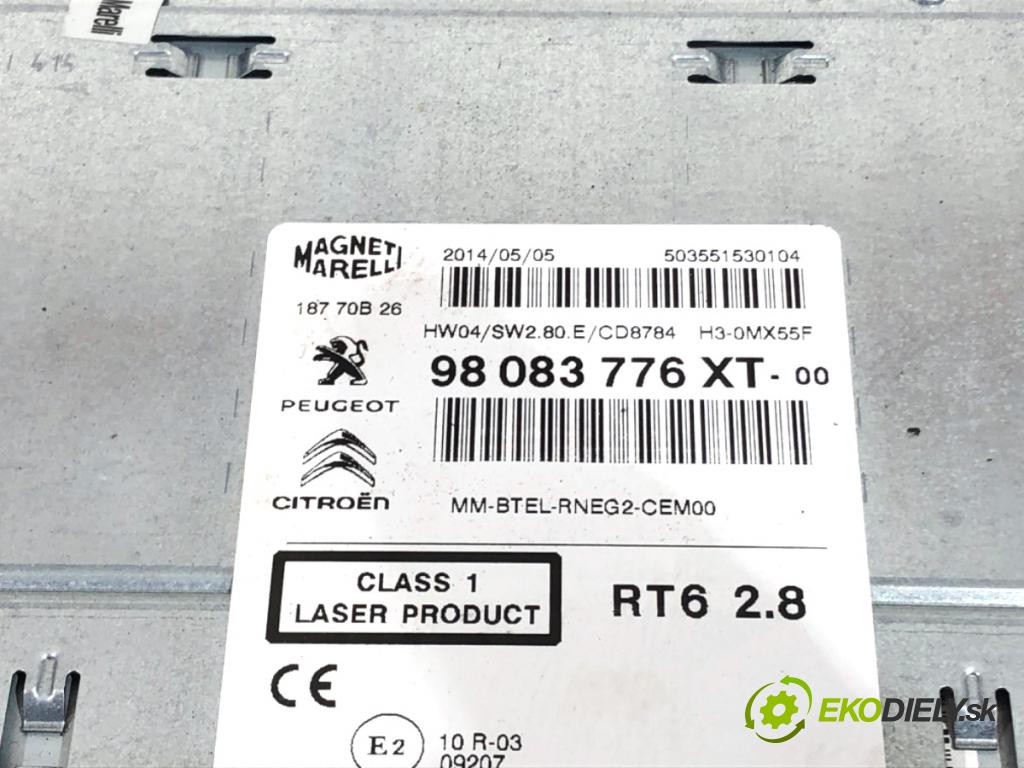 Marelli
MAGNETI
MARELLI
2014/05/05 503551530104
187 70B 26
HW04/SW2.80.E/CD8784 H3-0MX55F
98 083 776 XT - 00
PEUGEOT
CITROËN
MM-BTEL-RNEG2-CEM00
CLASS 1
LASER PRODUCT
RT6 2.8
CE
E2
10 R-03
09207
EKODIELY.sk